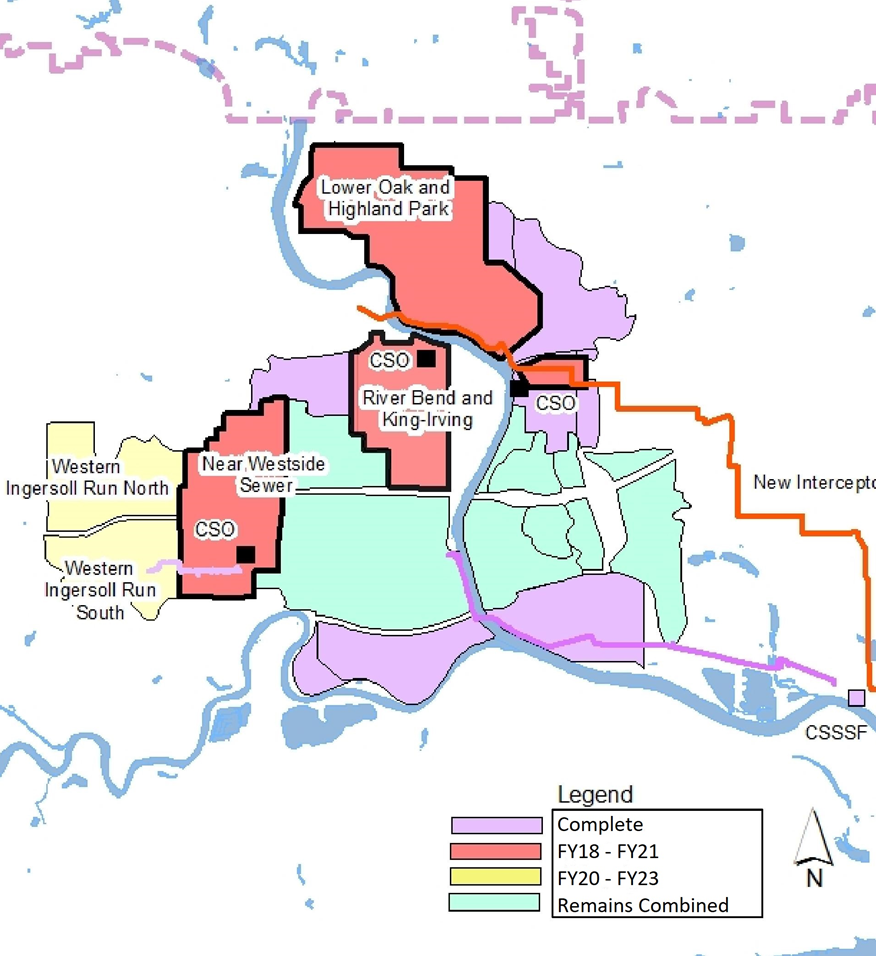 Lower Oak and
Highland Park
CSO
River Bend and
King-Irving
CSO
Near Westside
Sewer
Western
Ingersoll Run North
New Intercepto
CSO
Western
Ingersoll Run
South
CSSSF
Legend
Complete
FY18 - FY21
FY20 - FY23
Remains Combined
N